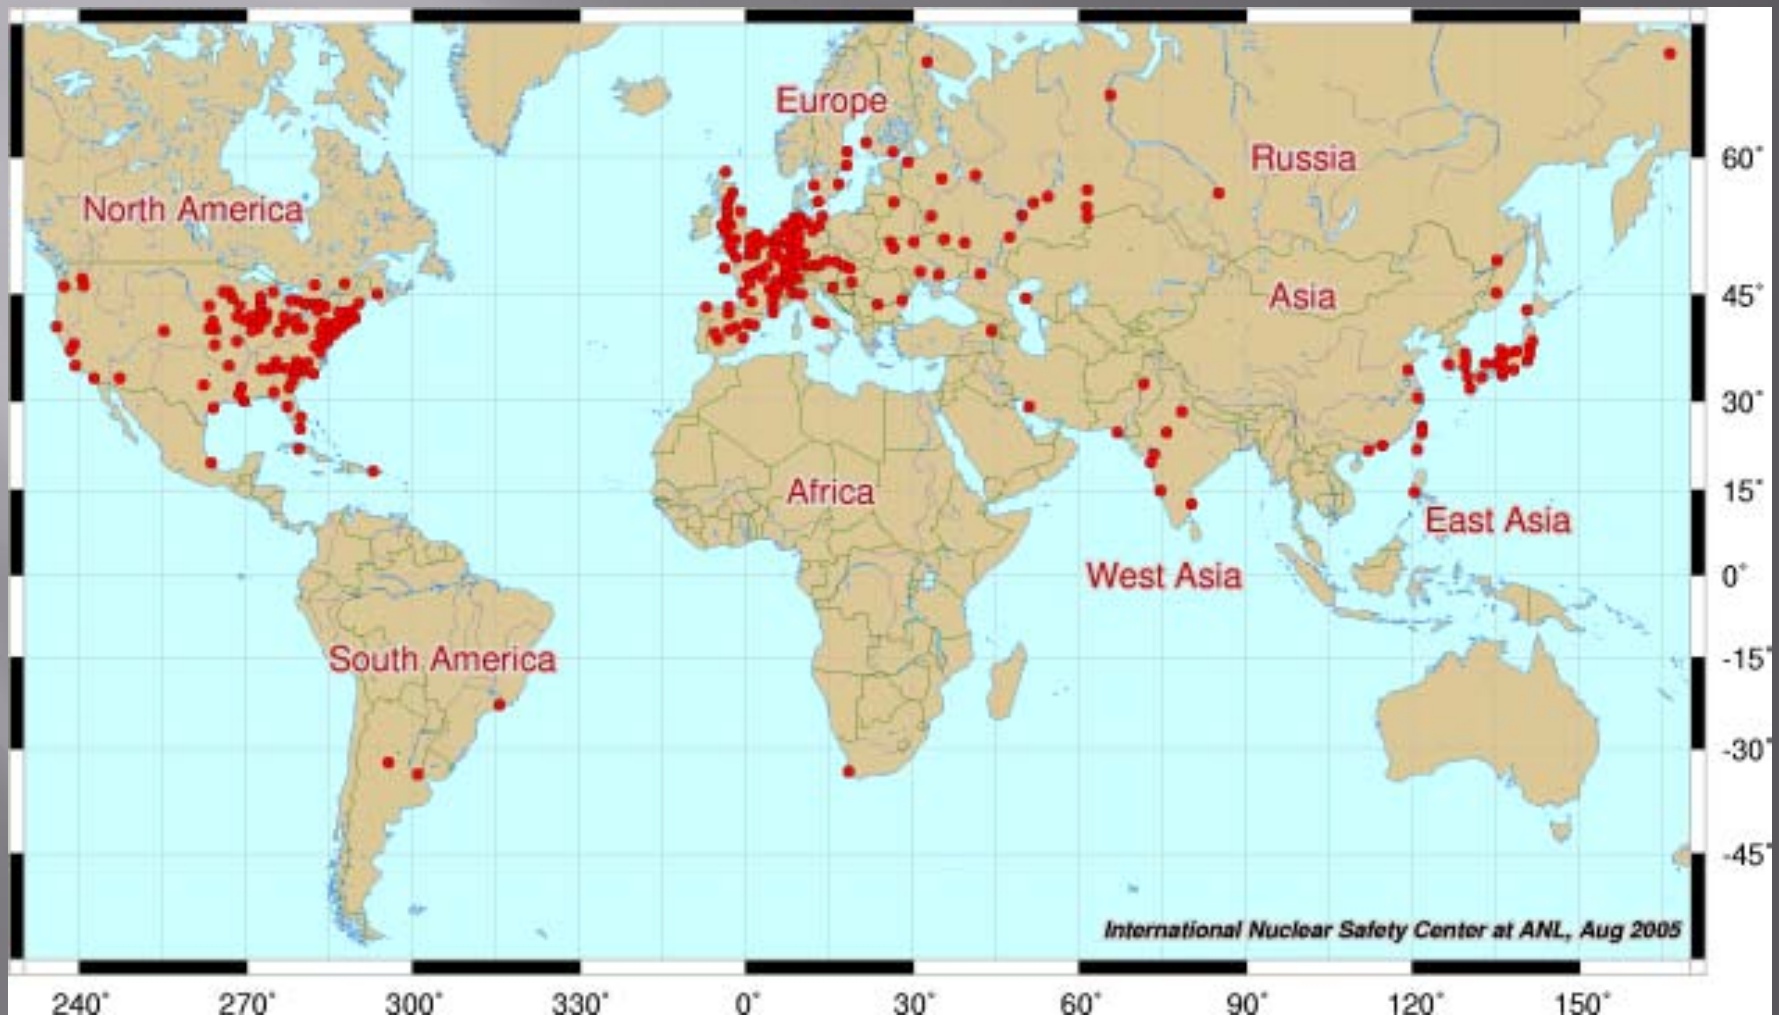 Europe
Russia
60˚
North America
Asia
45˚
30˚
Africa
15˚
East Asia
West Asia
0˚
South America
-15˚
-30˚
-45˚
International Nuclear Safety Center at ANL, Aug 2005
240˚ 270˚ 300˚ 330˚ 0˚ 30˚ 60˚ 90˚ 120˚ 150˚